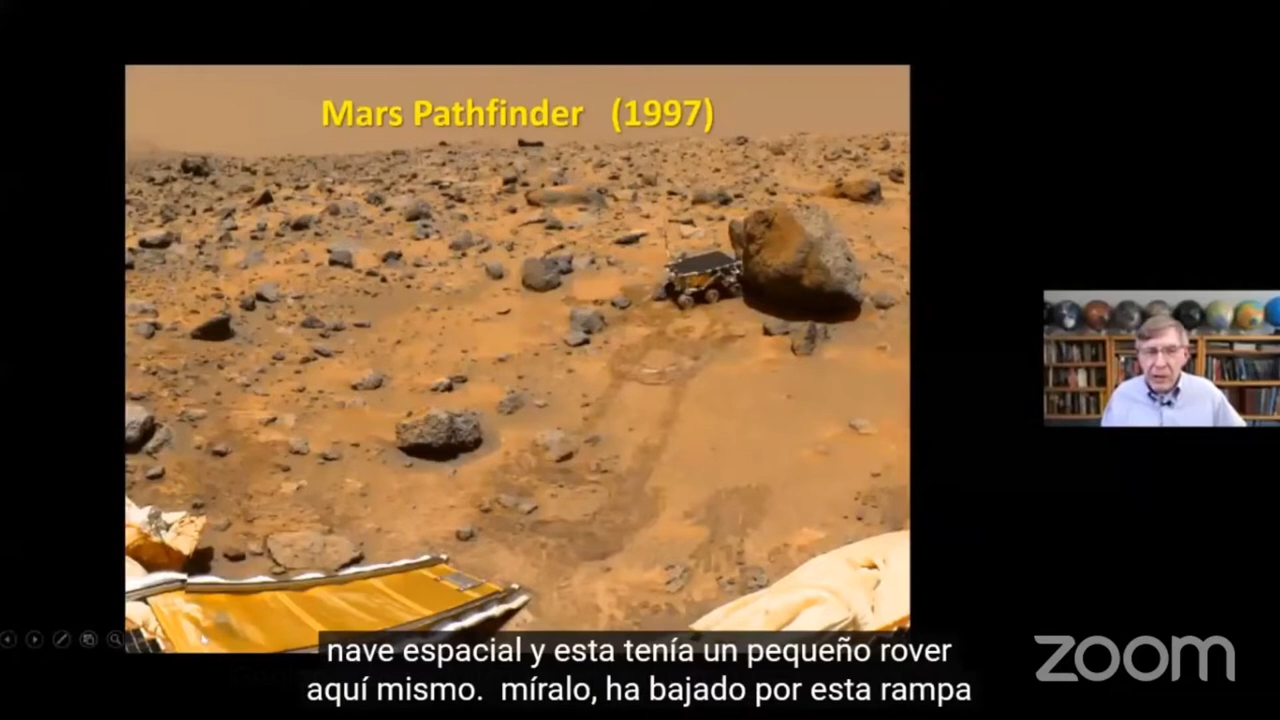 Mars Pathfinder (1997)
nave espacial y esta tenía un pequeño rover
aquí mismo. míralo, ha bajado por esta rampa
zoom